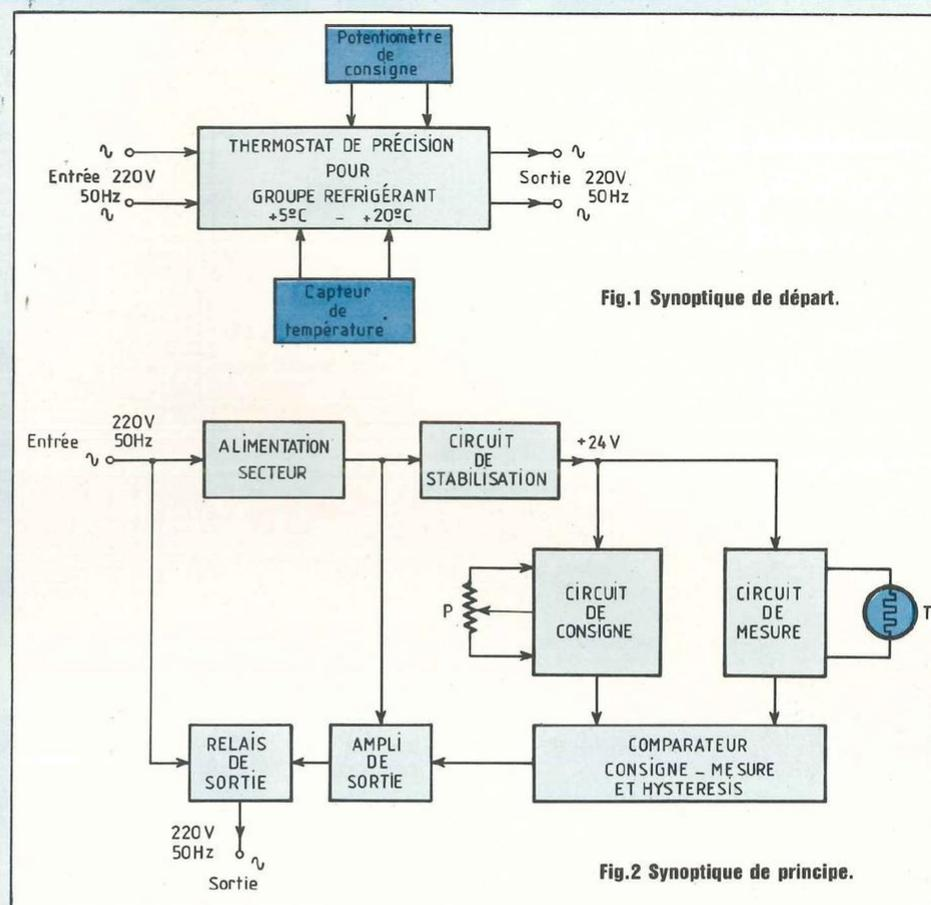 Potentiomètre
de
consigne
THERMOSTAT DE PRÉCISION
POUR
GROUPE REFRIGÉRANT
+5ºC - +20ºC
Entrée 220V
50Hz
Sortie 220V
50Hz
Capteur
de
température
Fig.1 Synoptique de départ.
Entrée
220V
50Hz
ALIMENTATION
SECTEUR
CIRCUIT
DE
STABILISATION
+24V
P
CIRCUIT
DE
CONSIGNE
CIRCUIT
DE
MESURE
T
RELAIS
DE
SORTIE
AMPLI
DE
SORTIE
COMPARATEUR
CONSIGNE _ MESURE
ET HYSTERESIS
220V
50Hz
Sortie
Fig.2 Synoptique de principe.